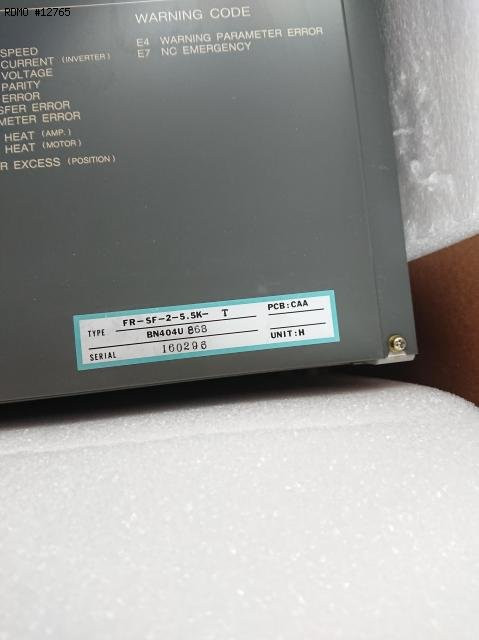 RDMO #12765
WARNING CODE
SPEED
CURRENT (INVERTER)
VOLTAGE
PARITY
ERROR
SFER ERROR
METER ERROR
HEAT (AMP.)
HEAT (MOTOR)
R EXCESS (POSITION)
E4 WARNING PARAMETER ERROR
E7 NC EMERGENCY
TYPE FR-SF-2-5.5K- T
BN404U 868
SERIAL 160296
PCB:CAA
UNIT:H